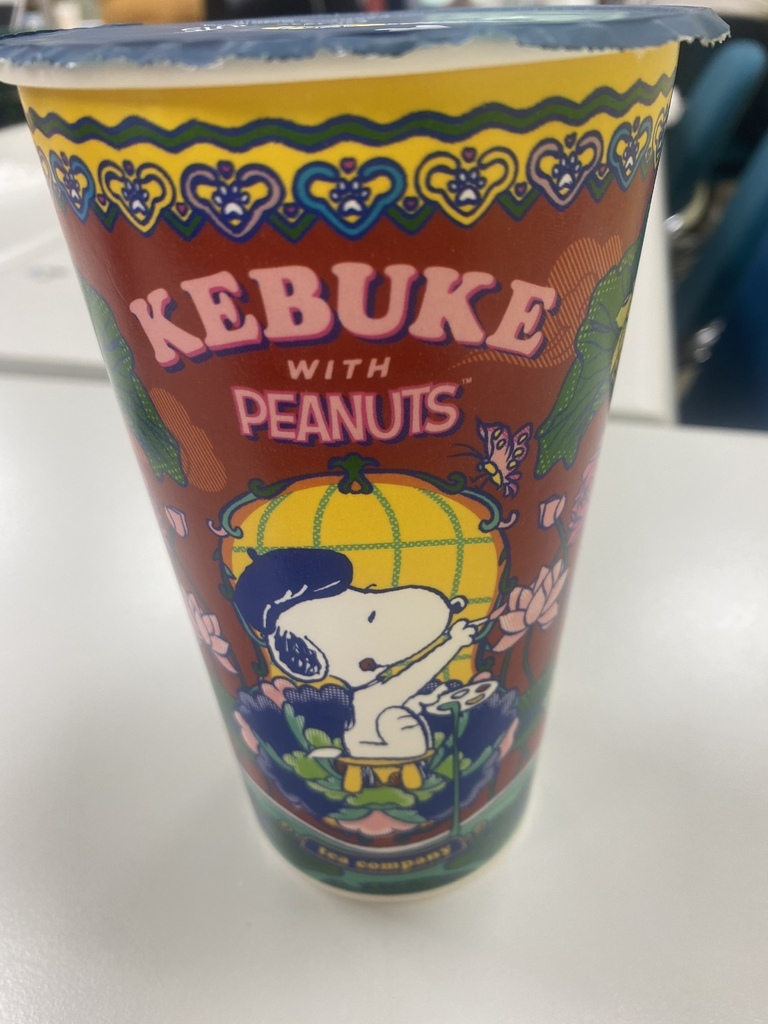 KEBUKE
WITH
PEANUTS™
tea company